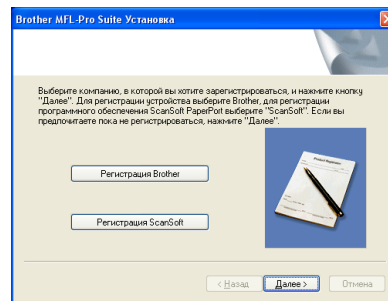 Brother MFL-Pro Suite Установка
Выберите компанию, в которой вы хотите зарегистрироваться, и нажмите кнопку
"Далее". Для регистрации устройства выберите Brother, для регистрации
программного обеспечения ScanSoft PaperPort выберите "ScanSoft". Если вы
предпочитаете пока не регистрироваться, нажмите "Далее".
Product Registration
Регистрация Brother
Регистрация ScanSoft
< Назад
Далее >
Отмена